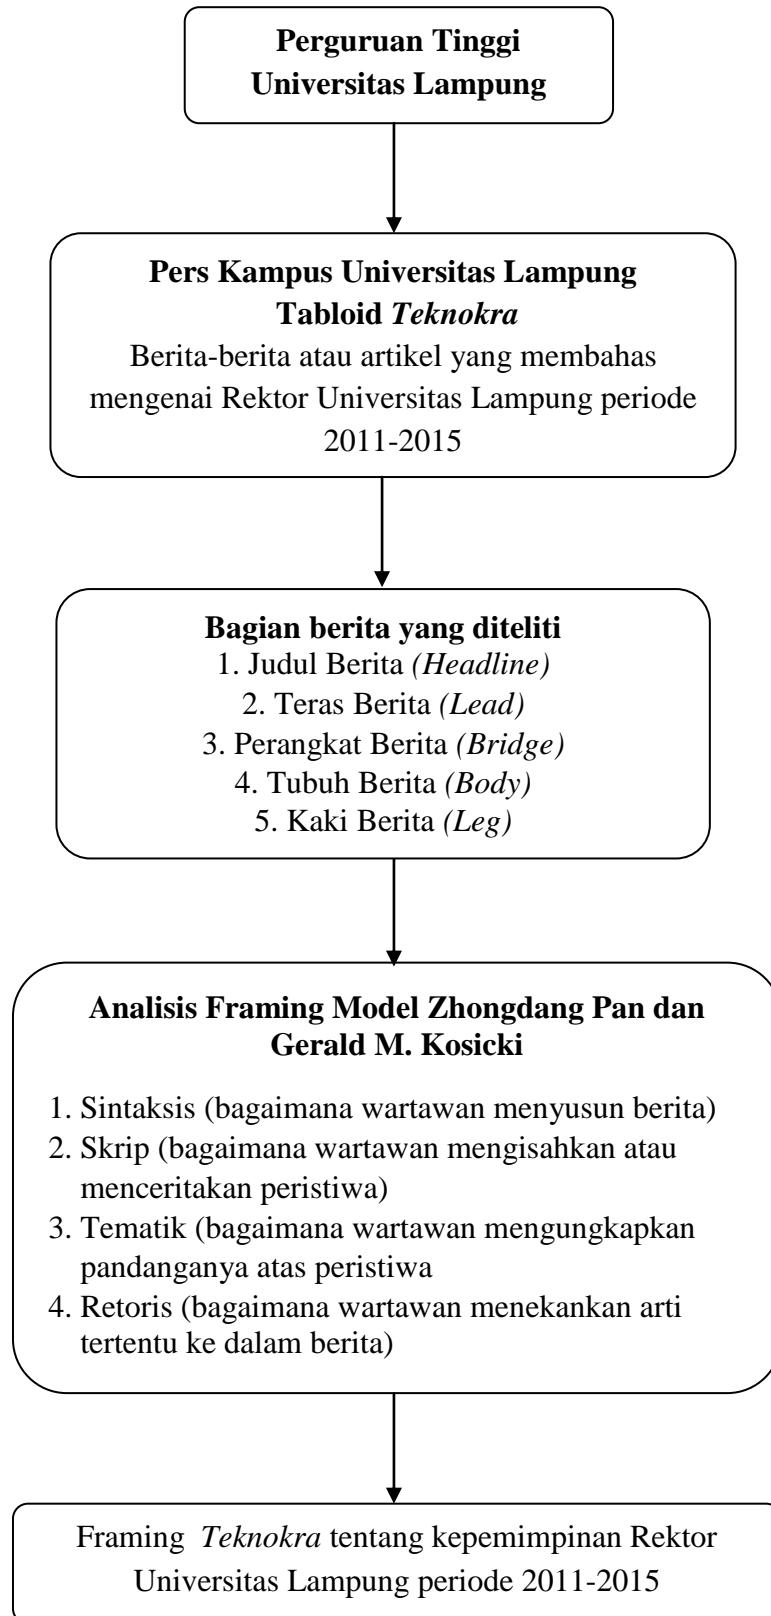 Perguruan Tinggi
Universitas Lampung
Pers Kampus Universitas Lampung
Tabloid Teknokra
Berita-berita atau artikel yang membahas
mengenai Rektor Universitas Lampung periode
2011-2015
Bagian berita yang diteliti
1. Judul Berita (Headline)
2. Teras Berita (Lead)
3. Perangkat Berita (Bridge)
4. Tubuh Berita (Body)
5. Kaki Berita (Leg)
Analisis Framing Model Zhongdang Pan dan
Gerald M. Kosicki
1. Sintaksis (bagaimana wartawan menyusun berita)
2. Skrip (bagaimana wartawan mengisahkan atau
menceritakan peristiwa)
3. Tematik (bagaimana wartawan mengungkapkan
pandanganya atas peristiwa
4. Retoris (bagaimana wartawan menekankan arti
tertentu ke dalam berita)
Framing Teknokra tentang kepemimpinan Rektor
Universitas Lampung periode 2011-2015